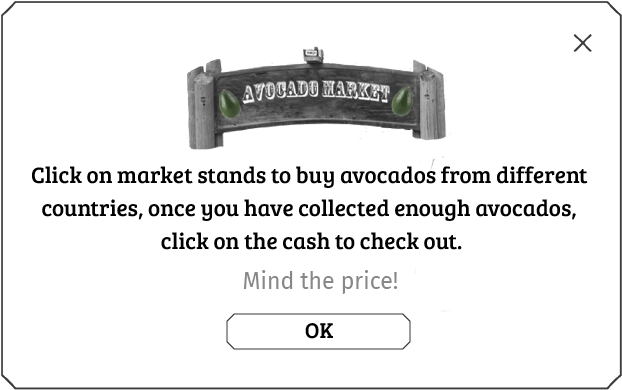 AVOCADO MARKET
Click on market stands to buy avocados from different
countries, once you have collected enough avocados,
click on the cash to check out.
Mind the price!
OK